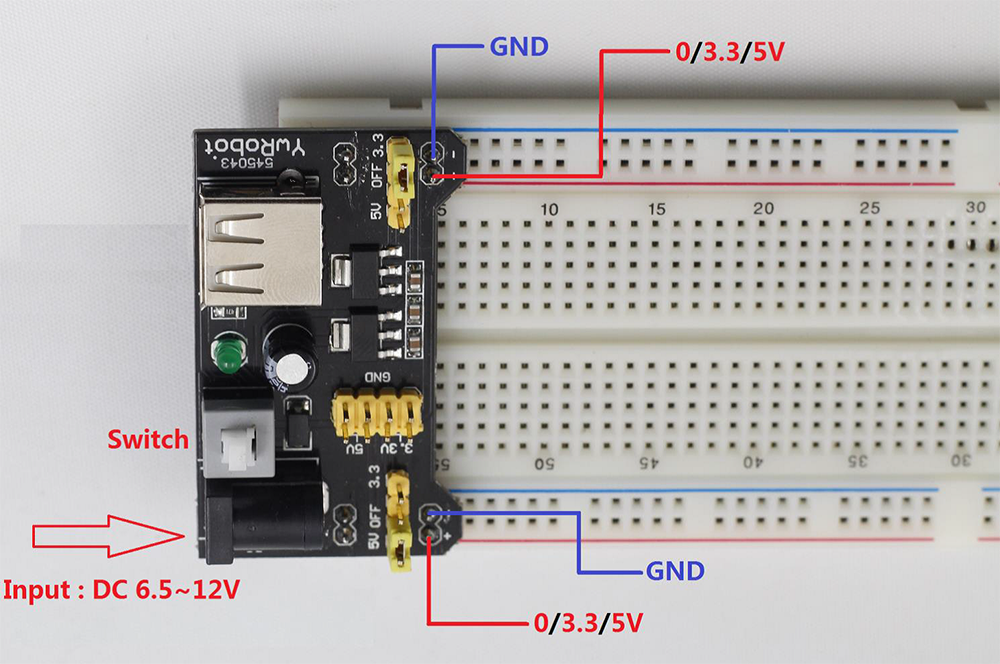 GND
0/3.3/5V
YwRobot
545043
3.3
OFF
5V
-
5
10
15
20
25
30
GND
5V
3.3V
Switch
55
50
45
40
35
30
3.3
OFF
5V
+
Input : DC 6.5~12V
GND
0/3.3/5V